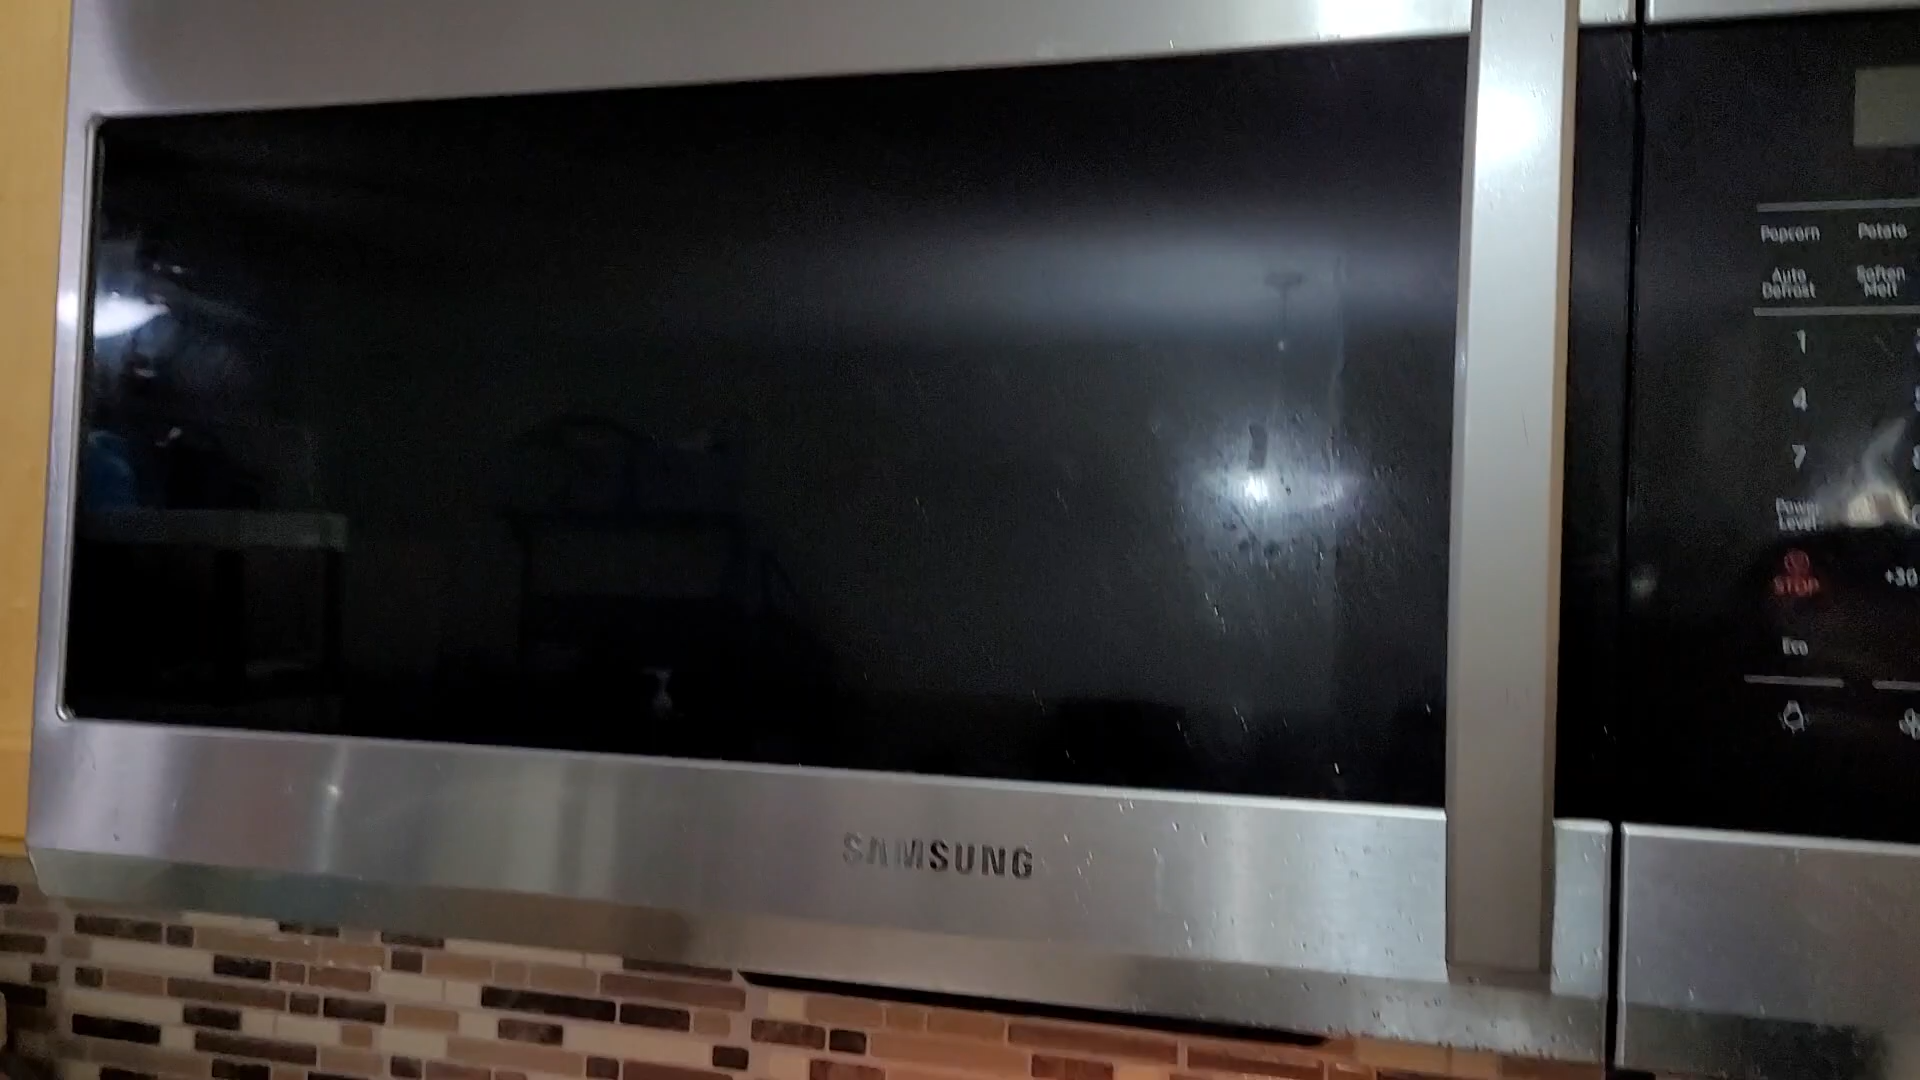 Popcorn Potato
Auto Defrost Soften Melt
1
4
7
Power Level
STOP +30
Eco
SAMSUNG